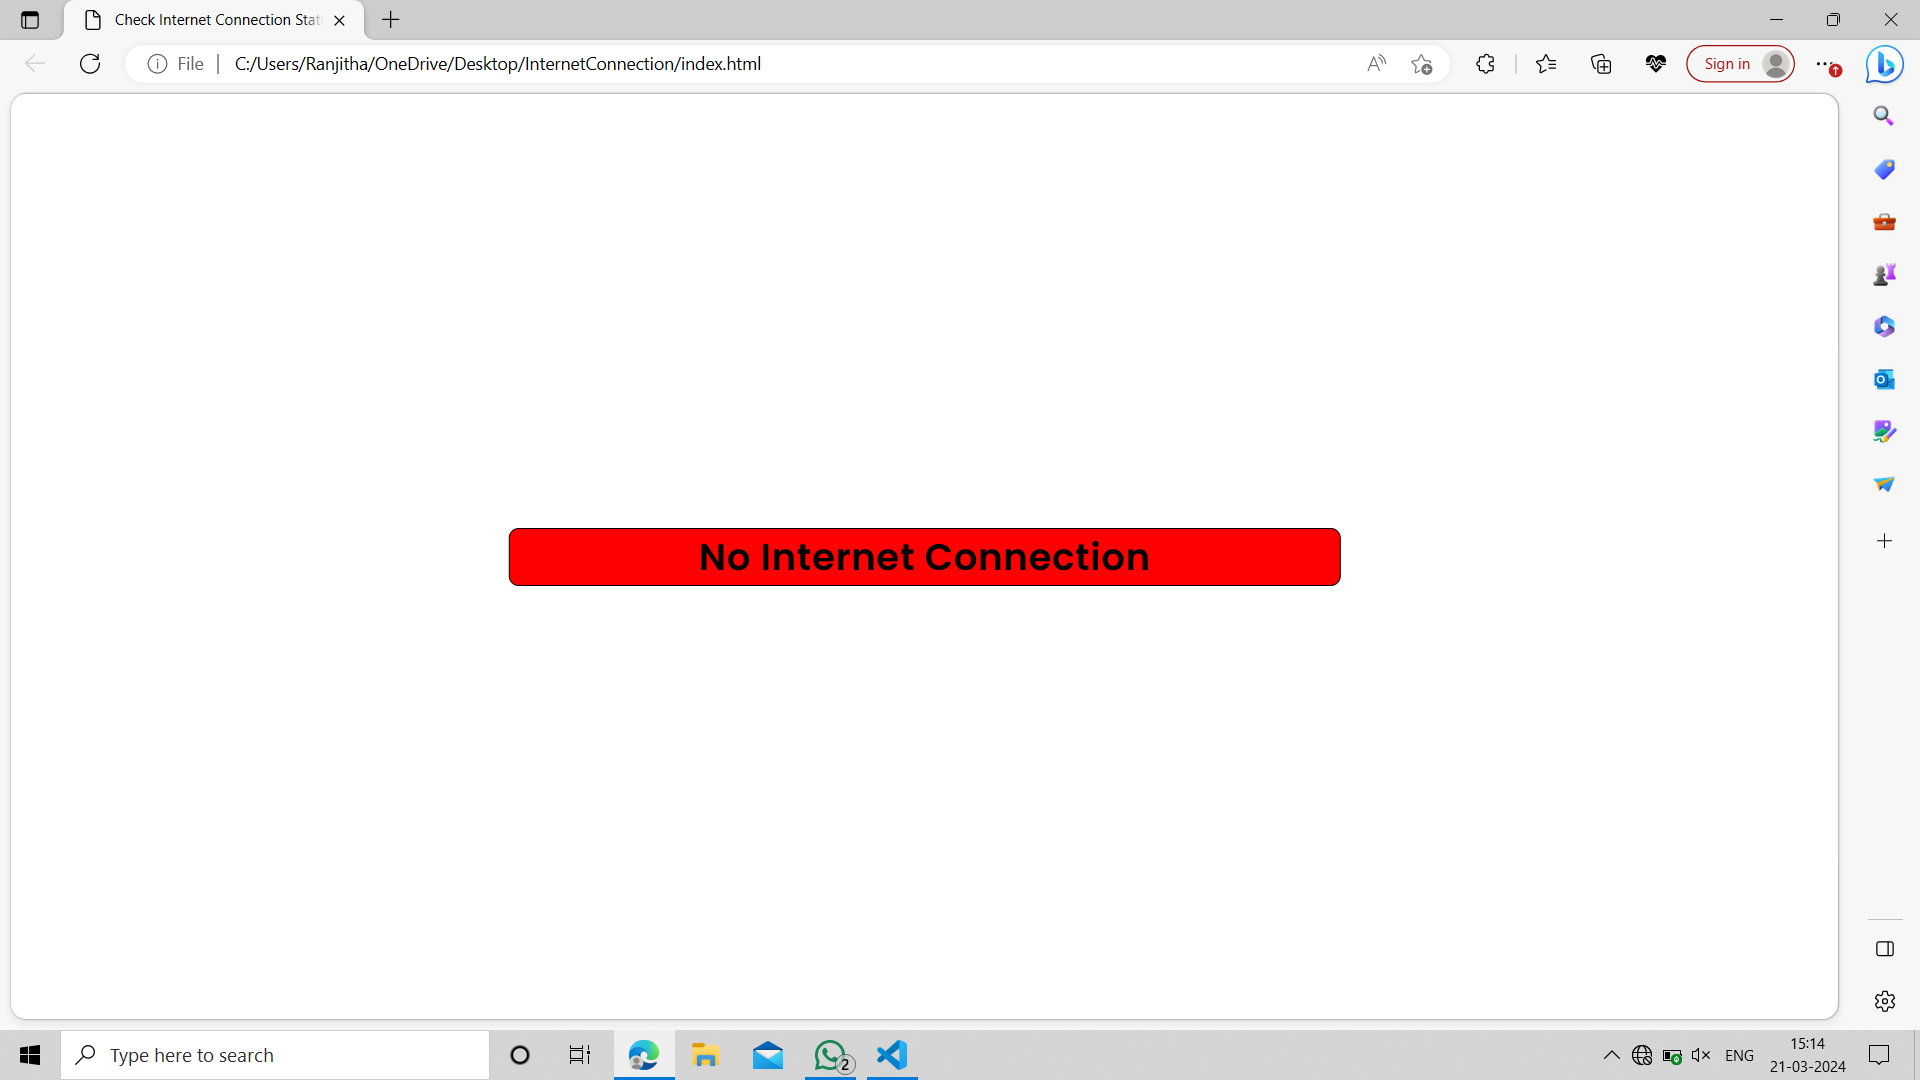 Check Internet Connection Stat
File
C:/Users/Ranjitha/OneDrive/Desktop/InternetConnection/index.html
Sign in
No Internet Connection
Type here to search
2
ENG
15:14
21-03-2024